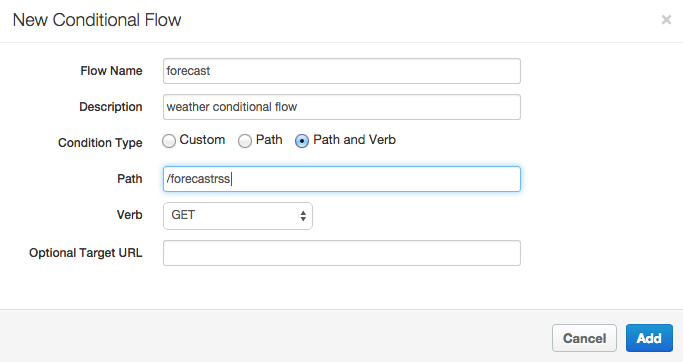 New Conditional Flow ×
Flow Name forecast
Description weather conditional flow
Condition Type Custom Path Path and Verb
Path /forecastrss
Verb GET
Optional Target URL
Cancel Add